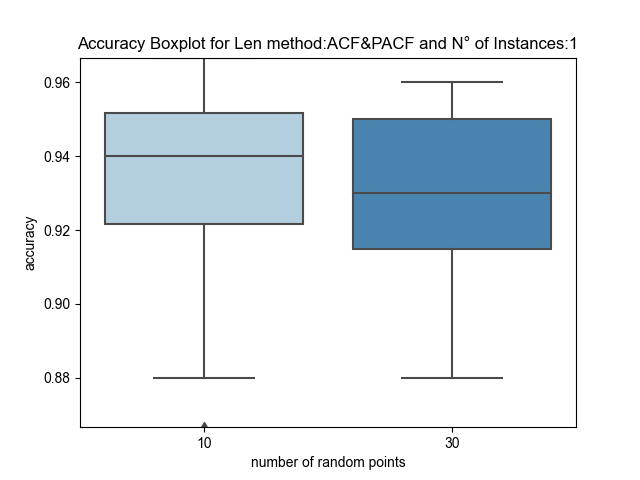 Accuracy Boxplot for Len method:ACF&PACF and N° of Instances:1
0.96
0.94
0.92
0.90
0.88
accuracy
10
30
number of random points